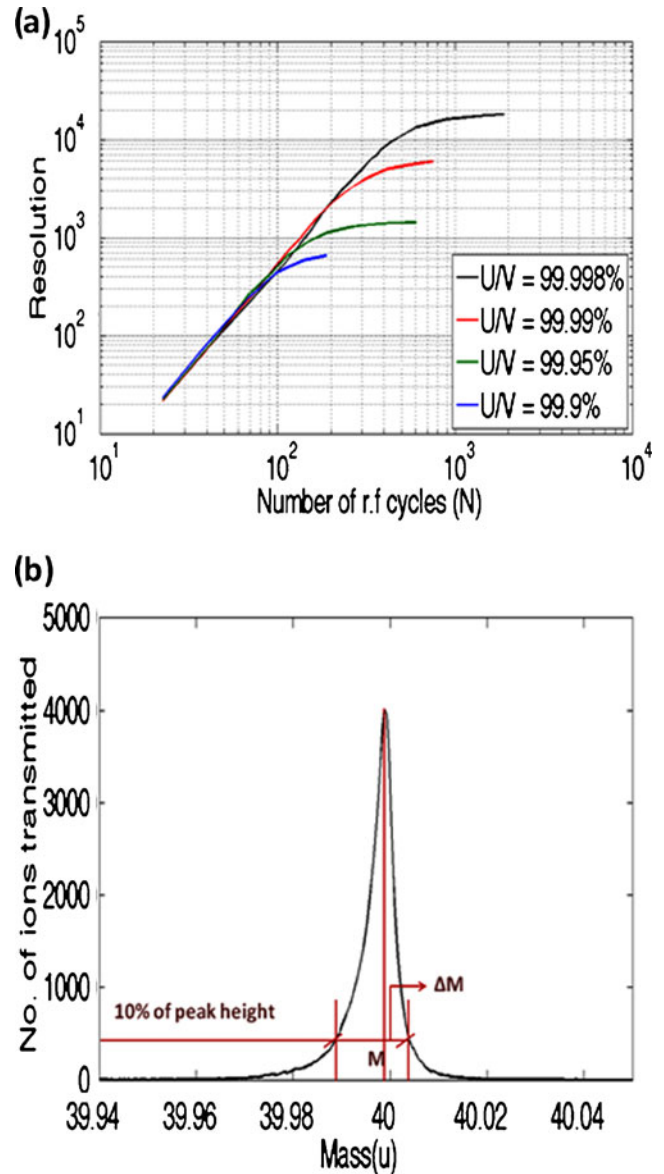 (a)
10^5
10^4
10^3
10^2
10^1
Resolution
U/V = 99.998%
U/V = 99.99%
U/V = 99.95%
U/V = 99.9%
10^1 10^2 10^3 10^4
Number of r.f cycles (N)
(b)
5000
4000
3000
2000
1000
0
No. of ions transmitted
ΔM
10% of peak height
M
39.94 39.96 39.98 40 40.02 40.04
Mass(u)